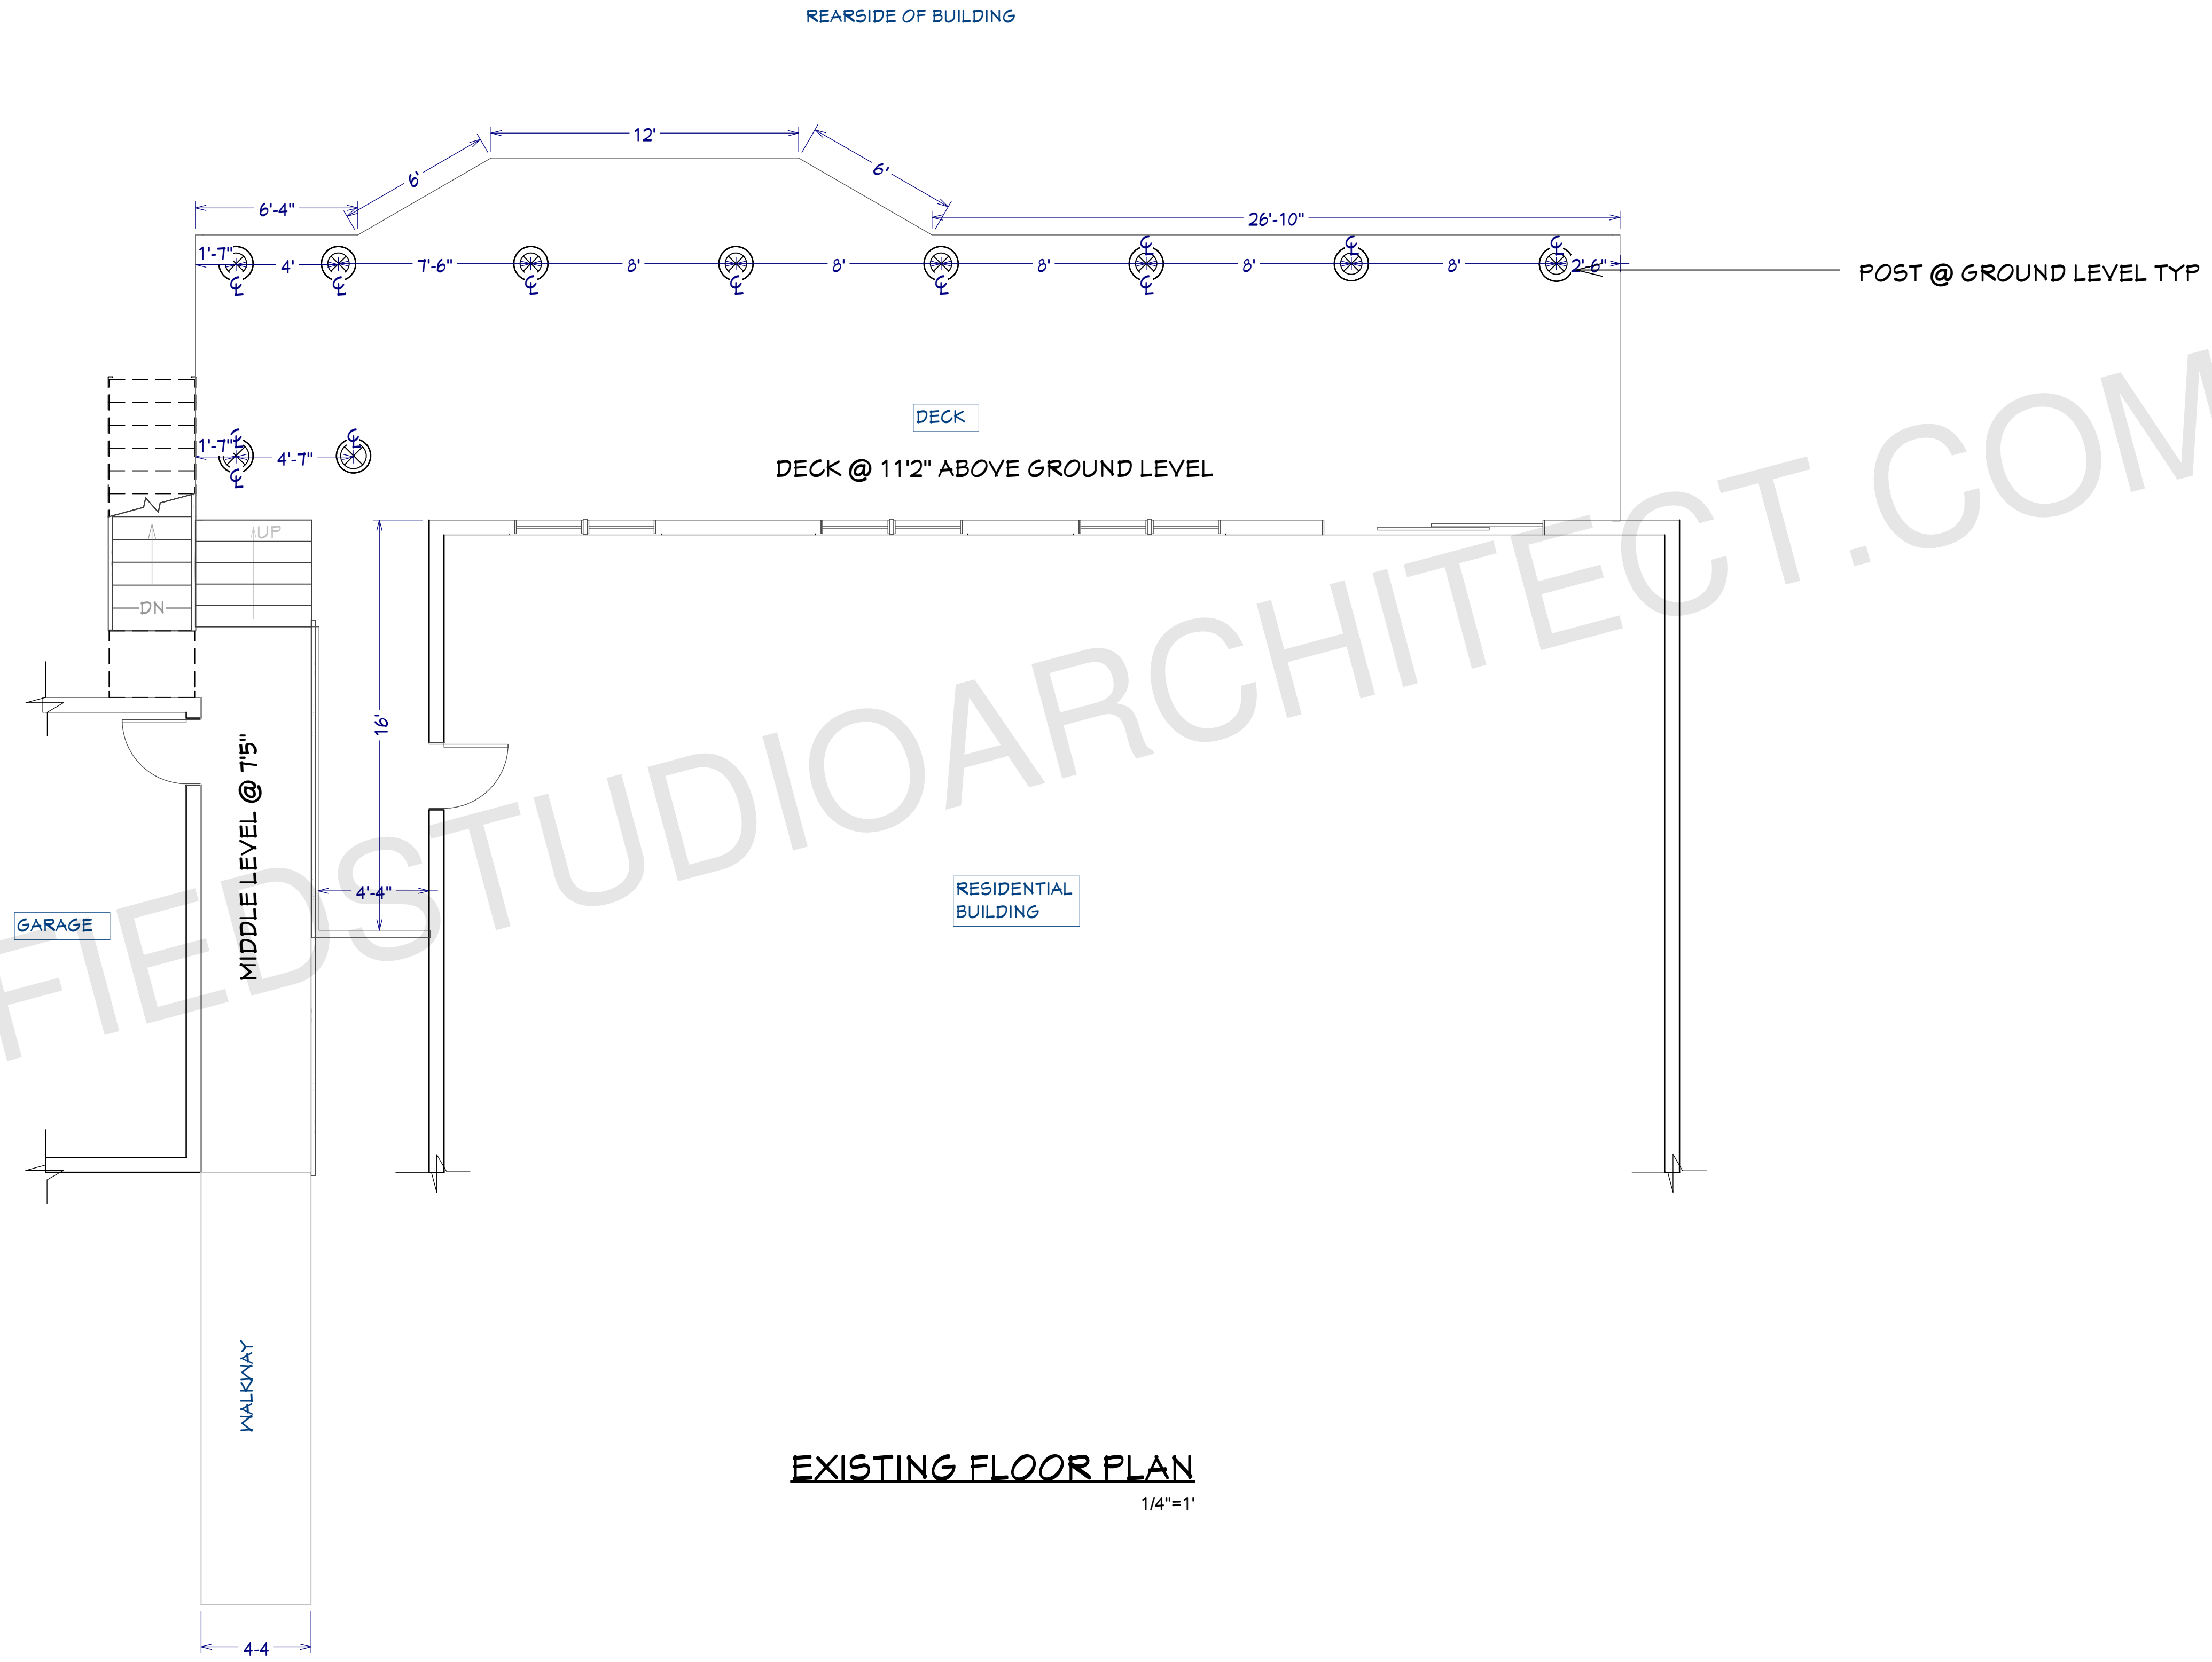 REARSIDE OF BUILDING
12'
6'
6'
6'-4"
26'-10"
1'-7"
4'
7'-6"
8'
8'
8'
8'
8'
2'-6"
℄
℄
℄
℄
℄
℄
℄
℄
℄
POST @ GROUND LEVEL TYP
DECK
DECK @ 11'2" ABOVE GROUND LEVEL
℄
℄
1'-7"
4'-7"
℄
UP
DN
16'
MIDDLE LEVEL @ 7'5"
4'-4"
GARAGE
RESIDENTIAL
BUILDING
FIEDSTUDIOARCHITECT.COM
WALKWAY
EXISTING FLOOR PLAN
1/4"=1'
4-4